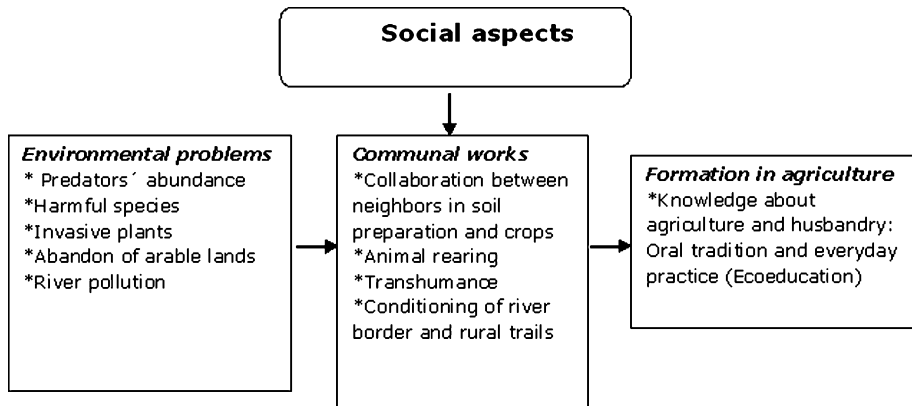 Social aspects
Environmental problems
* Predators´ abundance
*Harmful species
*Invasive plants
*Abandon of arable lands
*River pollution
Communal works
*Collaboration between
neighbors in soil
preparation and crops
*Animal rearing
*Transhumance
*Conditioning of river
border and rural trails
Formation in agriculture
*Knowledge about
agriculture and husbandry:
Oral tradition and everyday
practice (Ecoeducation)